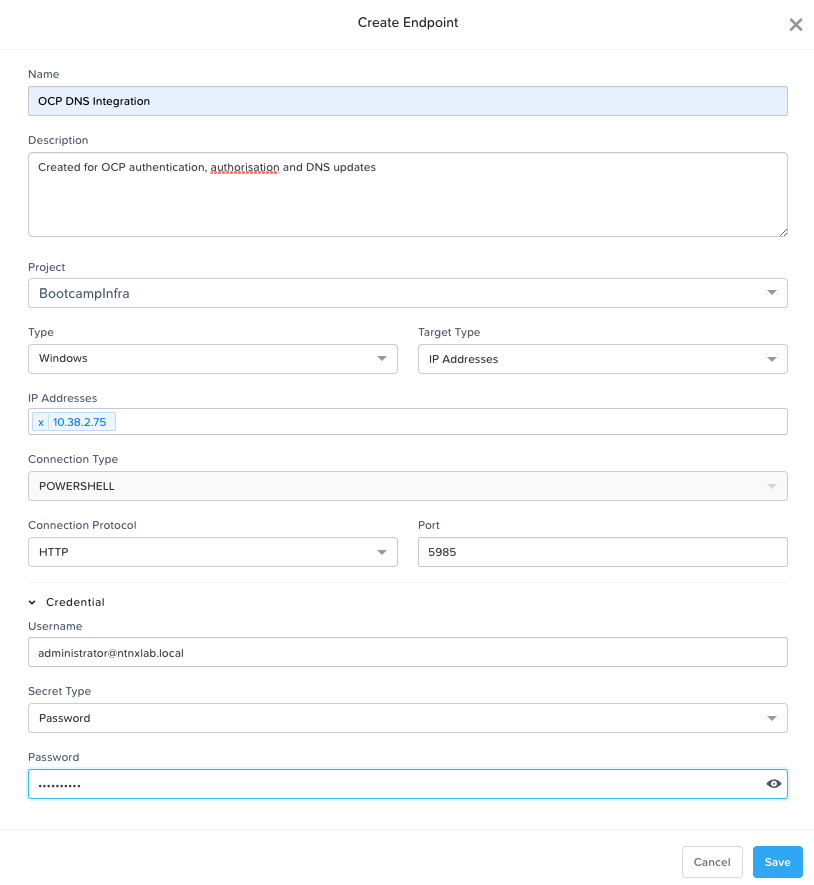 Create Endpoint
Name
OCP DNS Integration
Description
Created for OCP authentication, authorisation and DNS updates
Project
BootcampInfra
Type
Target Type
Windows
IP Addresses
IP Addresses
x 10.38.2.75
Connection Type
POWERSHELL
Connection Protocol
Port
HTTP
5985
Credential
Username
administrator@ntnxlab.local
Secret Type
Password
Password
••••••••••
Cancel
Save